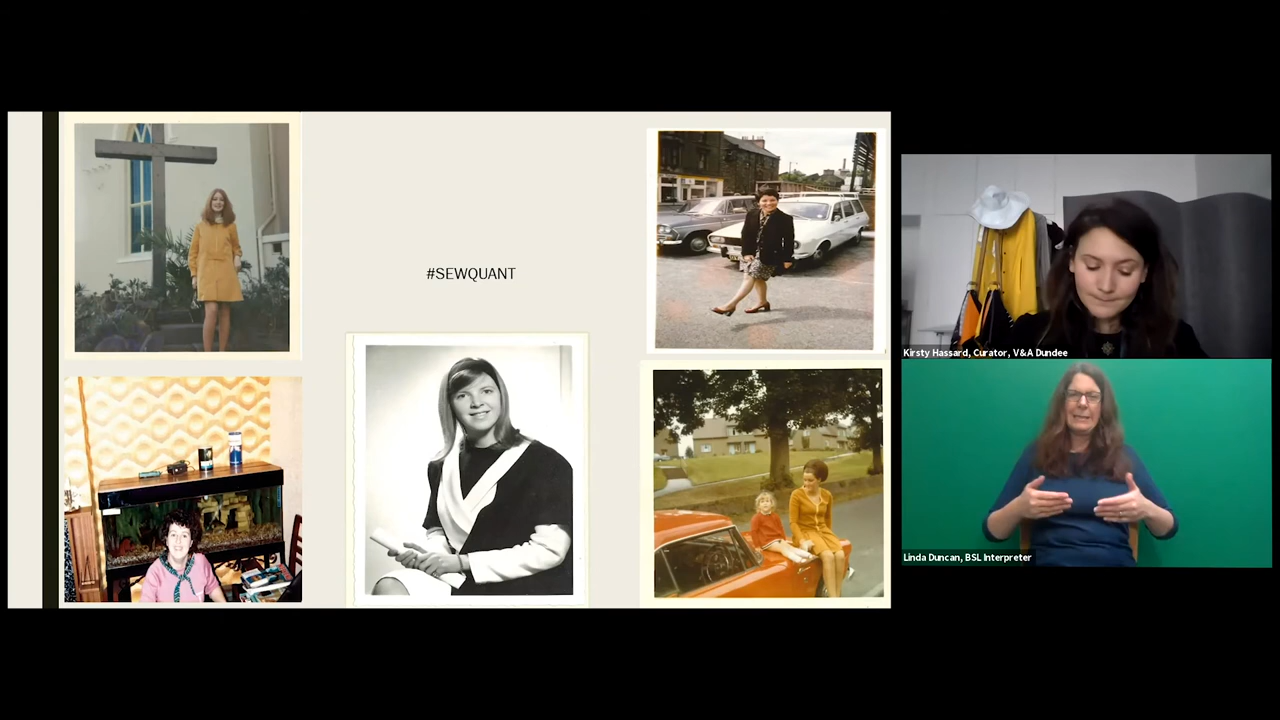 #SEWQUANT
Kirsty Hassard, Curator, V&A Dundee
Linda Duncan, BSL Interpreter